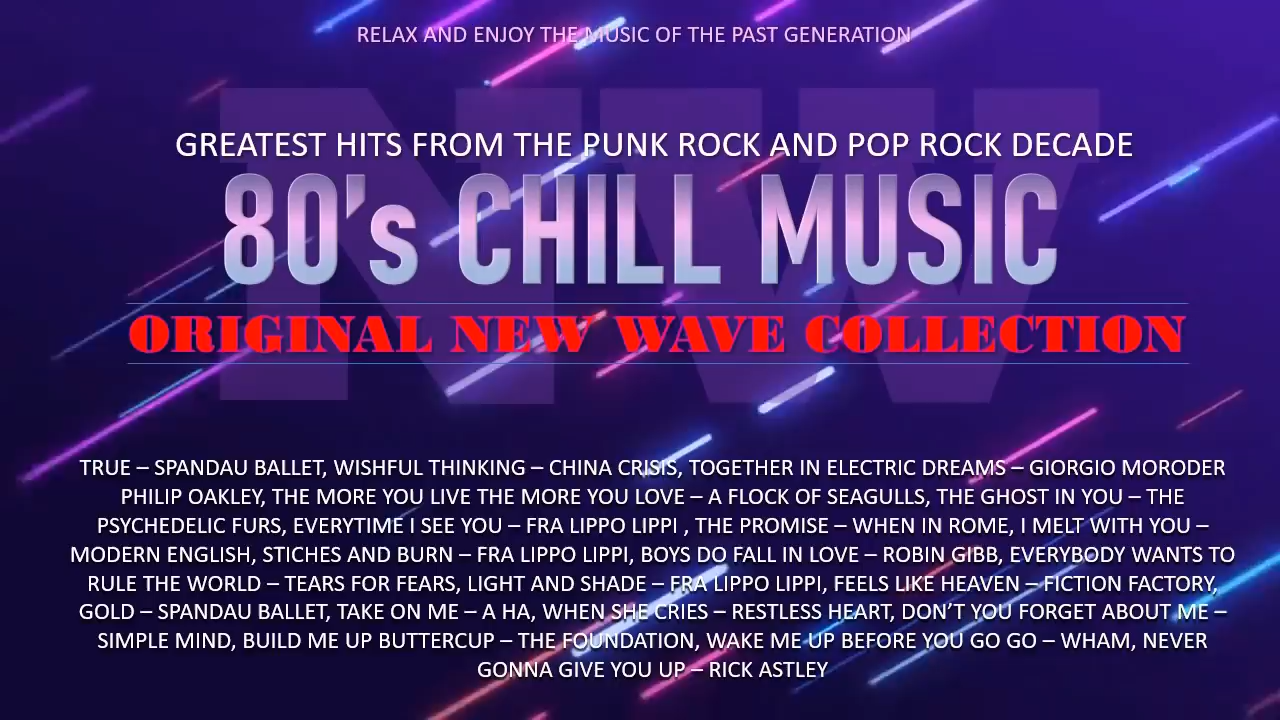 RELAX AND ENJOY THE MUSIC OF THE PAST GENERATION
NW
GREATEST HITS FROM THE PUNK ROCK AND POP ROCK DECADE
80's CHILL MUSIC
ORIGINAL NEW WAVE COLLECTION
TRUE – SPANDAU BALLET, WISHFUL THINKING – CHINA CRISIS, TOGETHER IN ELECTRIC DREAMS – GIORGIO MORODER
PHILIP OAKLEY, THE MORE YOU LIVE THE MORE YOU LOVE – A FLOCK OF SEAGULLS, THE GHOST IN YOU – THE
PSYCHEDELIC FURS, EVERYTIME I SEE YOU – FRA LIPPO LIPPI , THE PROMISE – WHEN IN ROME, I MELT WITH YOU –
MODERN ENGLISH, STICHES AND BURN – FRA LIPPO LIPPI, BOYS DO FALL IN LOVE – ROBIN GIBB, EVERYBODY WANTS TO
RULE THE WORLD – TEARS FOR FEARS, LIGHT AND SHADE – FRA LIPPO LIPPI, FEELS LIKE HEAVEN – FICTION FACTORY,
GOLD – SPANDAU BALLET, TAKE ON ME – A HA, WHEN SHE CRIES – RESTLESS HEART, DON’T YOU FORGET ABOUT ME –
SIMPLE MIND, BUILD ME UP BUTTERCUP – THE FOUNDATION, WAKE ME UP BEFORE YOU GO GO – WHAM, NEVER
GONNA GIVE YOU UP – RICK ASTLEY